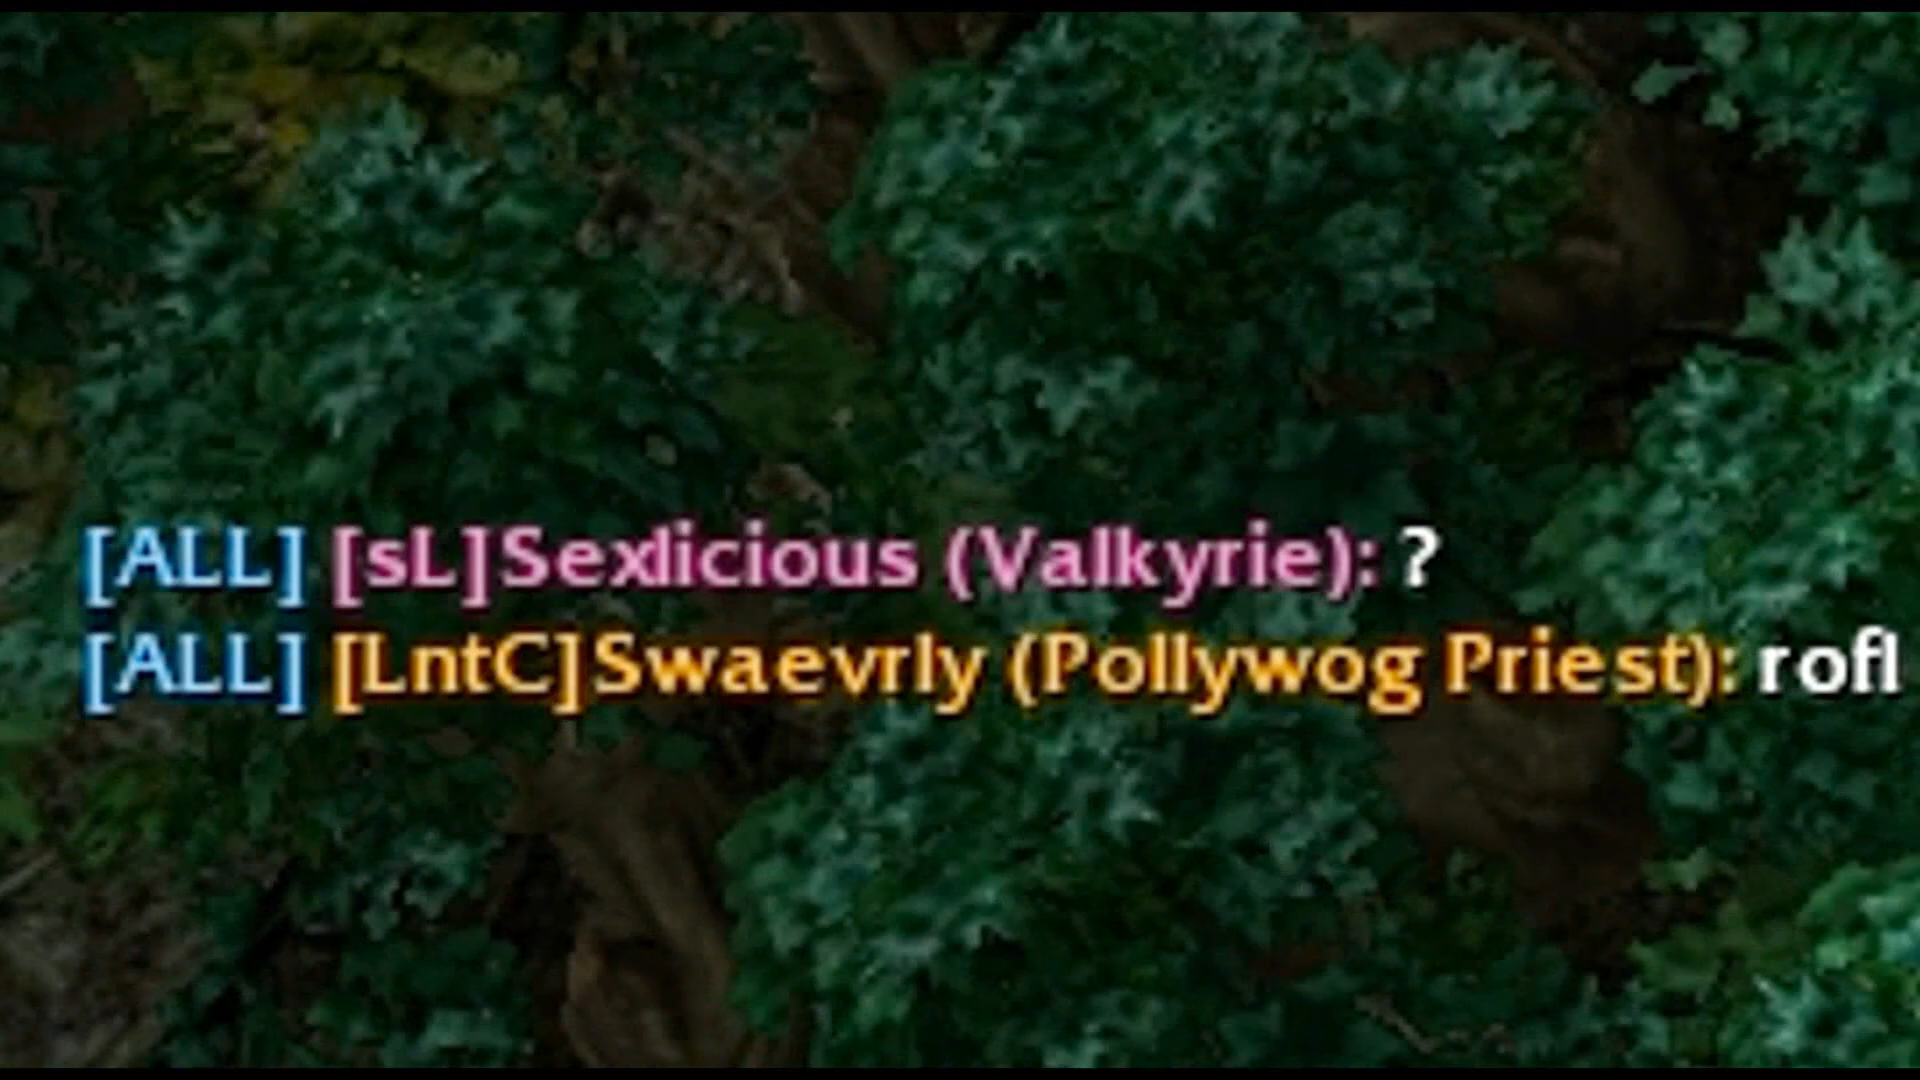 [ALL] [sL]Sexlicious (Valkyrie): ?
[ALL] [LntC]Swaevrly (Pollywog Priest): rofl